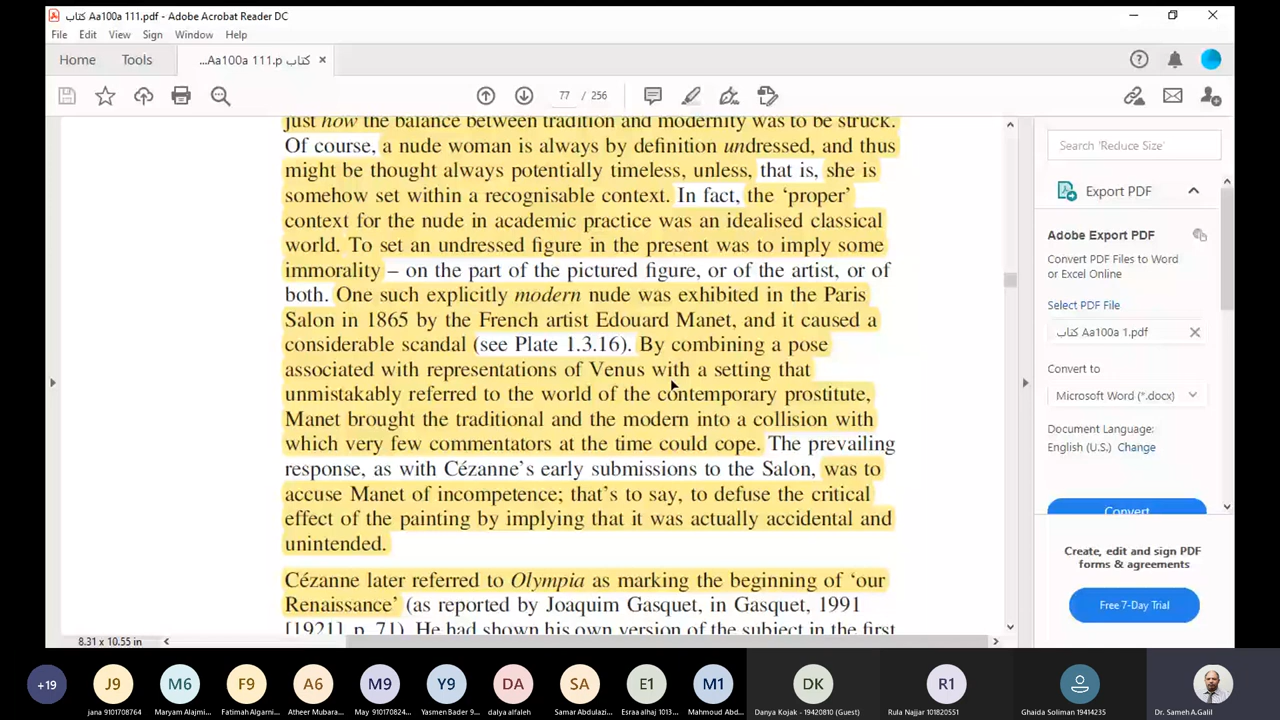 كتاب Aa100a 111.pdf - Adobe Acrobat Reader DC
File Edit View Sign Window Help
Home Tools ...Aa100a 111.p كتاب ×
77 / 256
just how the balance between tradition and modernity was to be struck.
Of course, a nude woman is always by definition undressed, and thus
might be thought always potentially timeless, unless, that is, she is
somehow set within a recognisable context. In fact, the ‘proper’
context for the nude in academic practice was an idealised classical
world. To set an undressed figure in the present was to imply some
immorality – on the part of the pictured figure, or of the artist, or of
both. One such explicitly modern nude was exhibited in the Paris
Salon in 1865 by the French artist Edouard Manet, and it caused a
considerable scandal (see Plate 1.3.16). By combining a pose
associated with representations of Venus with a setting that
unmistakably referred to the world of the contemporary prostitute,
Manet brought the traditional and the modern into a collision with
which very few commentators at the time could cope. The prevailing
response, as with Cézanne’s early submissions to the Salon, was to
accuse Manet of incompetence; that’s to say, to defuse the critical
effect of the painting by implying that it was actually accidental and
unintended.
Cézanne later referred to Olympia as marking the beginning of ‘our
Renaissance’ (as reported by Joaquim Gasquet, in Gasquet, 1991
[1921], p. 71). He had shown his own version of the subject in the first
8.31 x 10.55 in
Search 'Reduce Size'
Export PDF
Adobe Export PDF
Convert PDF Files to Word
or Excel Online
Select PDF File
كتاب Aa100a 1.pdf
Convert to
Microsoft Word (*.docx)
Document Language:
English (U.S.) Change
Convert
Create, edit and sign PDF
forms & agreements
Free 7-Day Trial
+19 J9 M6 F9 A6 M9 Y9 DA SA E1 M1 DK R1
jana 9101708764 Maryam Alajmi... Fatimah Algarni... Atheer Mubara... May 910170824... Yasmen Bader 9... dalya alfaleh Samar Abdulazi... Esraa alhaj 1013... Mahmoud Abd... Danya Kojak - 19420810 (Guest) Rula Najjar 101820551 Ghaida Soliman 19414235 Dr. Sameh A.Galil